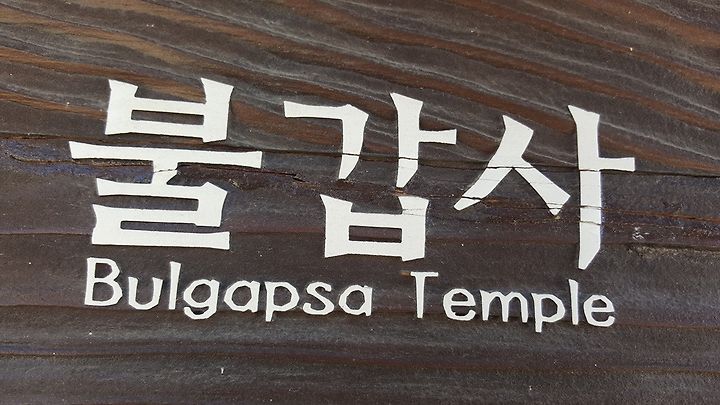 불갑사
Bulgapsa Temple